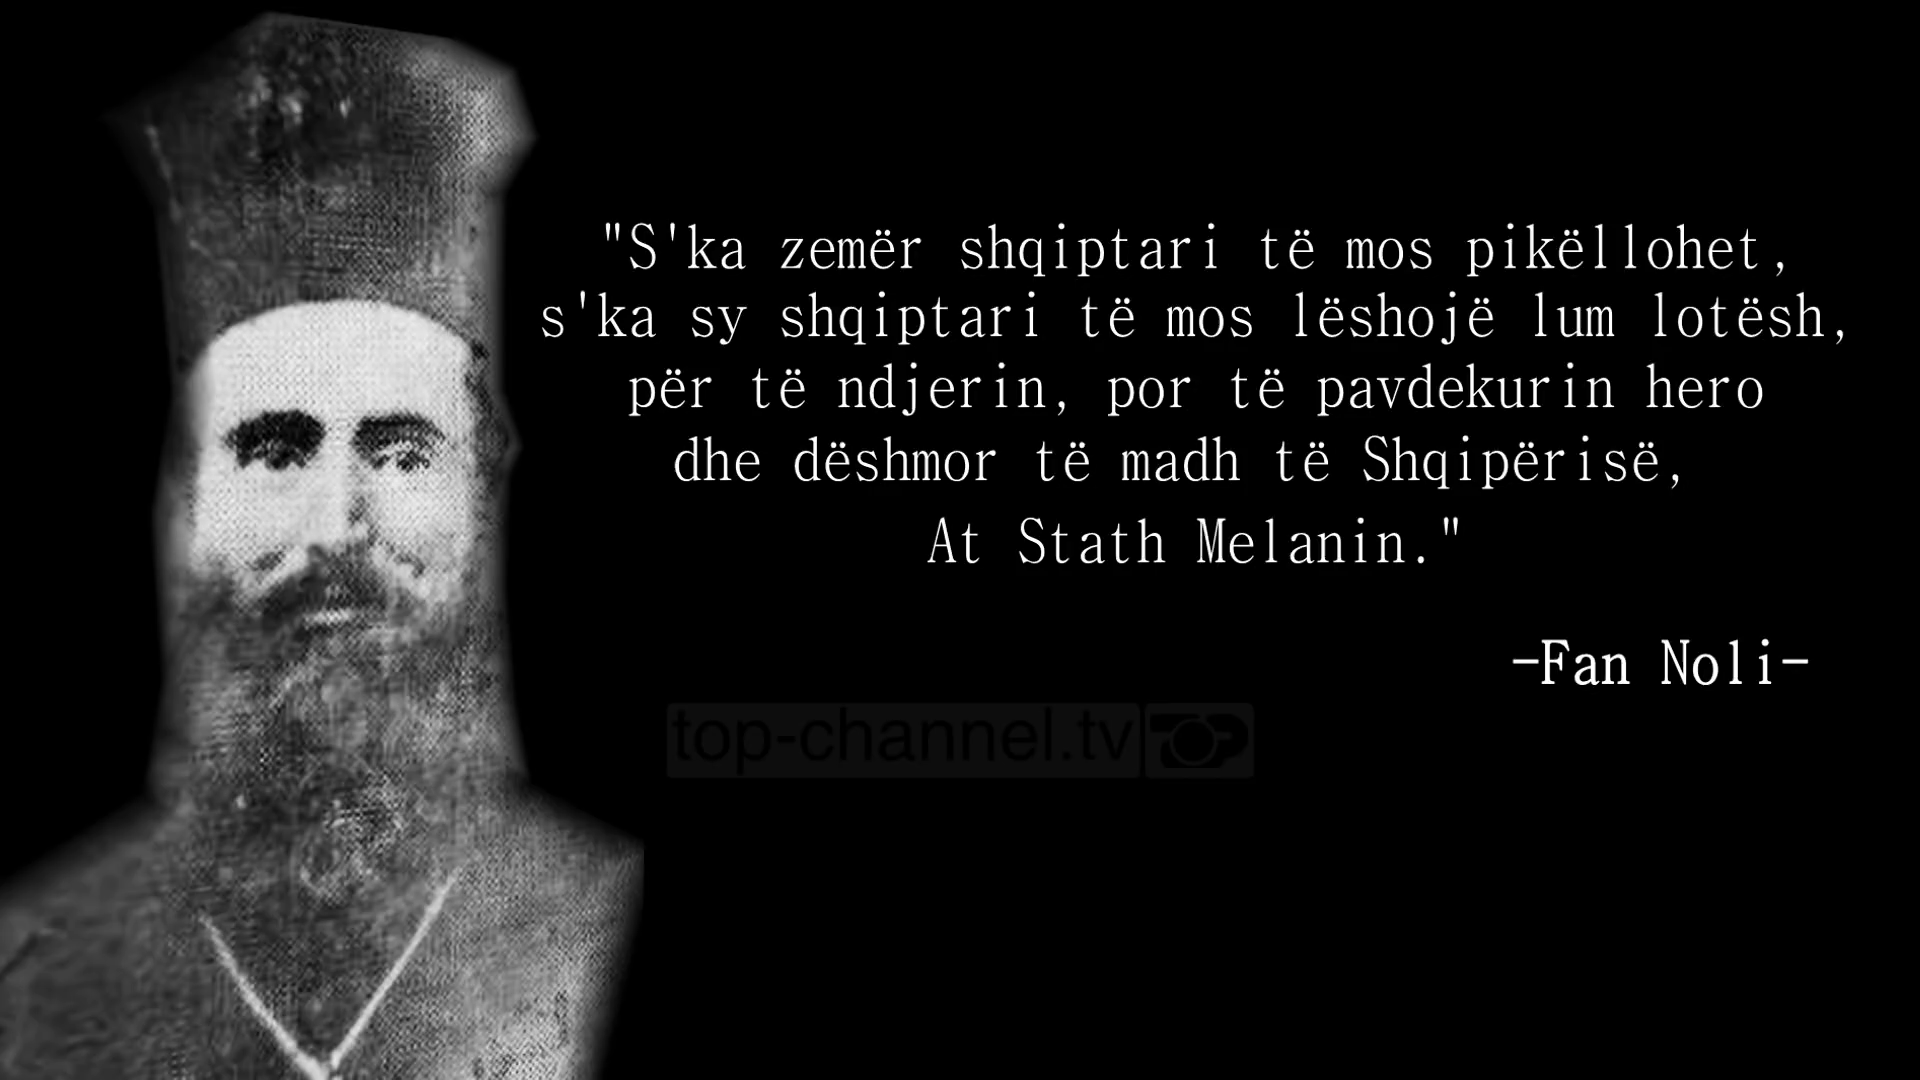 "S'ka zemër shqiptari të mos pikëllohet,
s'ka sy shqiptari të mos lëshojë lum lotësh,
për të ndjerin, por të pavdekurin hero
dhe dëshmor të madh të Shqipërisë,
At Stath Melanin."
-Fan Noli-
top-channel.tv TOP